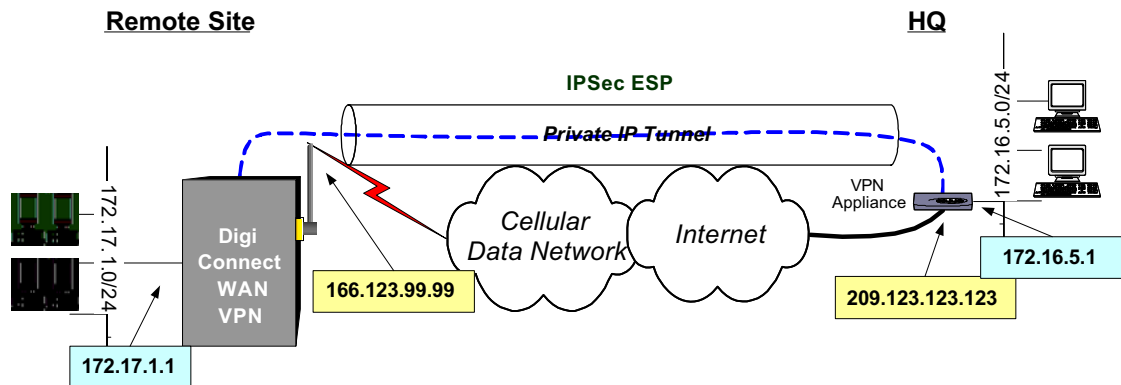 Remote Site
HQ
IPSec ESP
Private IP Tunnel
172.16.5.0/24
172.17.1.0/24
Digi
Connect
WAN
VPN
Cellular
Data Network
Internet
VPN
Appliance
166.123.99.99
172.16.5.1
209.123.123.123
172.17.1.1